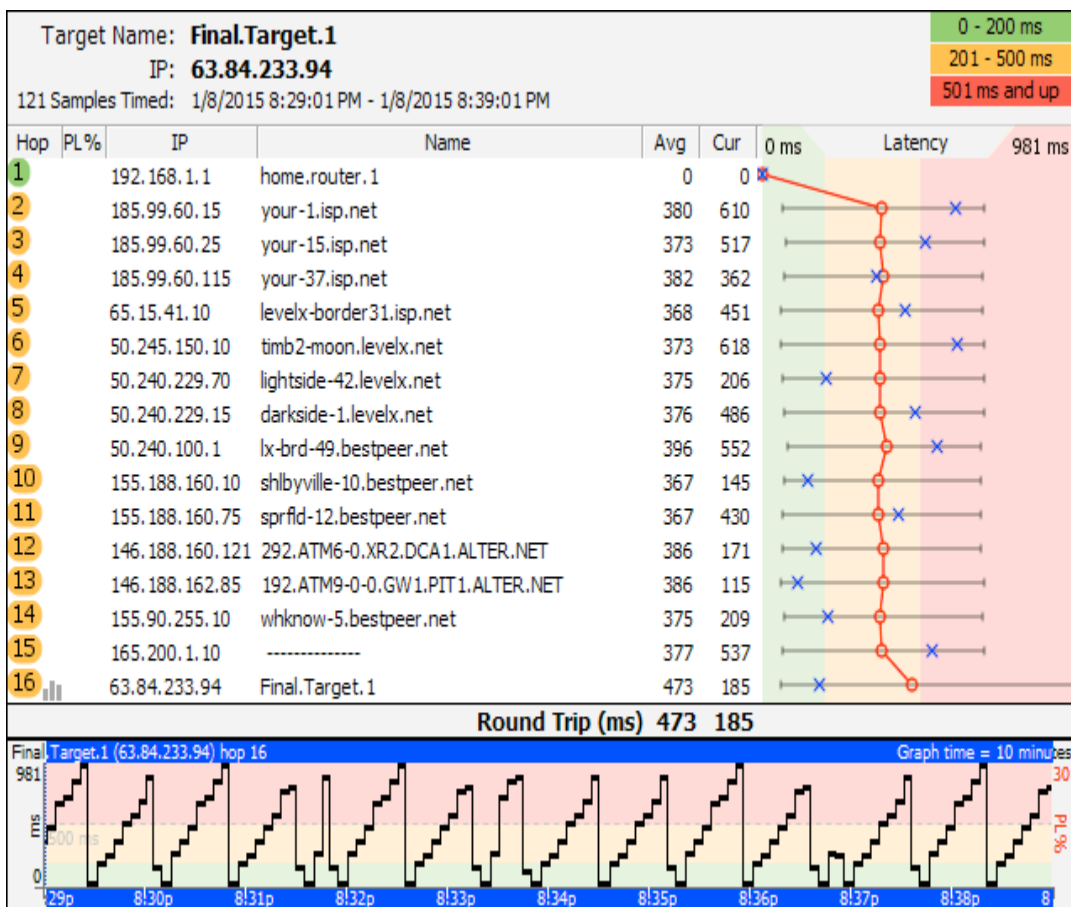 Target Name: Final.Target.1
IP: 63.84.233.94
121 Samples Timed: 1/8/2015 8:29:01 PM - 1/8/2015 8:39:01 PM
0 - 200 ms
201 - 500 ms
501 ms and up
Hop PL% IP Name Avg Cur 0 ms Latency 981 ms
1 192.168.1.1 home.router.1 0 0
2 185.99.60.15 your-1.isp.net 380 610
3 185.99.60.25 your-15.isp.net 373 517
4 185.99.60.115 your-37.isp.net 382 362
5 65.15.41.10 levelx-border31.isp.net 368 451
6 50.245.150.10 timb2-moon.levelx.net 373 618
7 50.240.229.70 lightside-42.levelx.net 375 206
8 50.240.229.15 darkside-1.levelx.net 376 486
9 50.240.100.1 lx-brd-49.bestpeer.net 396 552
10 155.188.160.10 shlbyville-10.bestpeer.net 367 145
11 155.188.160.75 sprfld-12.bestpeer.net 367 430
12 146.188.160.121 292.ATM6-0.XR2.DCA1.ALTER.NET 386 171
13 146.188.162.85 192.ATM9-0-0.GW1.PIT1.ALTER.NET 386 115
14 155.90.255.10 whknow-5.bestpeer.net 375 209
15 165.200.1.10 -------------- 377 537
16 63.84.233.94 Final.Target.1 473 185
Round Trip (ms) 473 185
Final.Target.1 (63.84.233.94) hop 16 Graph time = 10 minutes
981 30
ms 500 ms PL%
0
:29p 8:30p 8:31p 8:32p 8:33p 8:34p 8:35p 8:36p 8:37p 8:38p 8